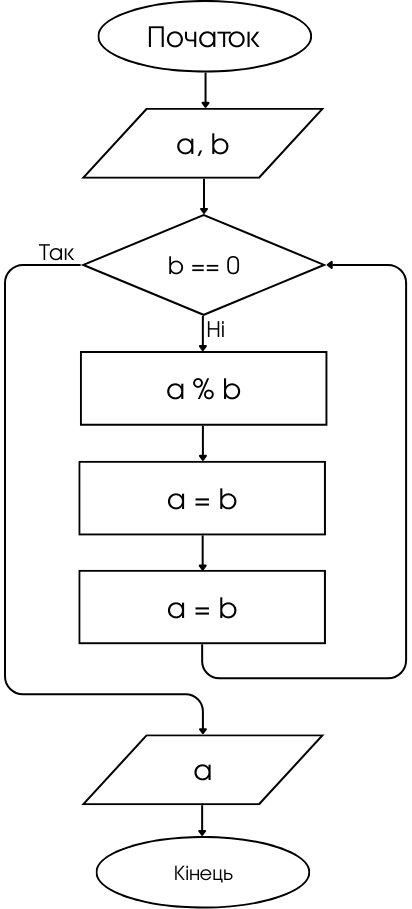 Початок
a, b
Так
b == 0
Ні
a % b
a = b
a = b
a
Кінець